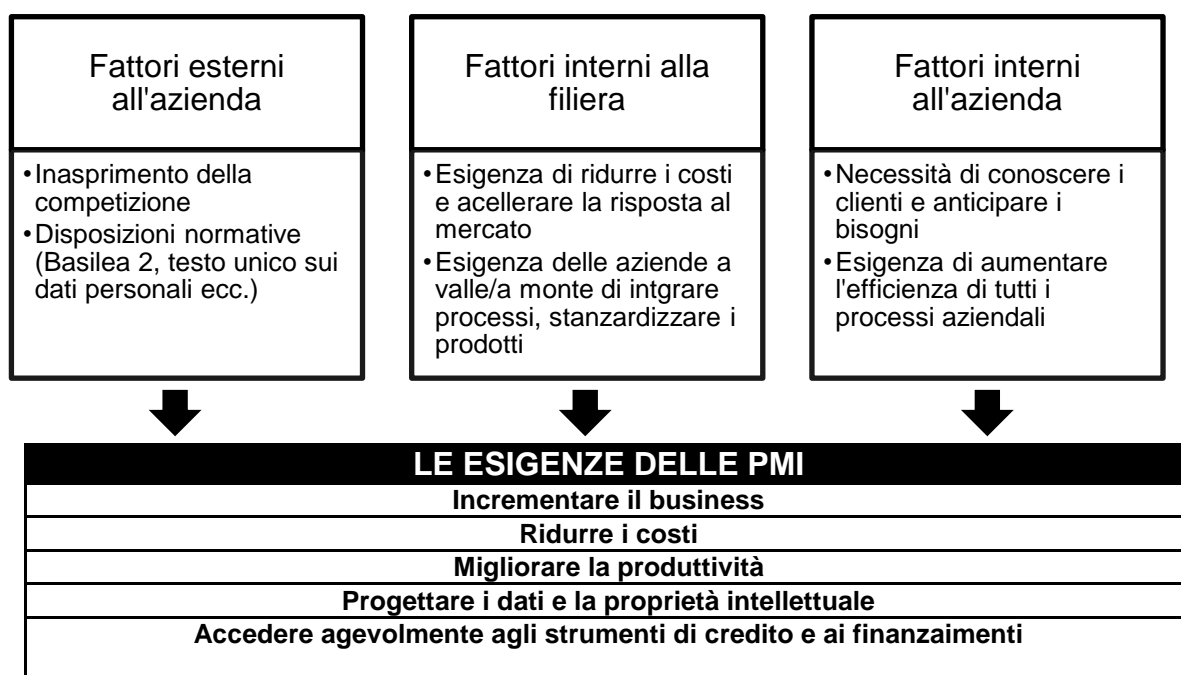 Fattori esterni
all'azienda
•Inasprimento della
competizione
•Disposizioni normative
(Basilea 2, testo unico sui
dati personali ecc.)
Fattori interni alla
filiera
•Esigenza di ridurre i costi
e acellerare la risposta al
mercato
•Esigenza delle aziende a
valle/a monte di intgrare
processi, stanzardizzare i
prodotti
Fattori interni
all'azienda
•Necessità di conoscere i
clienti e anticipare i
bisogni
•Esigenza di aumentare
l'efficienza di tutti i
processi aziendali
LE ESIGENZE DELLE PMI
Incrementare il business
Ridurre i costi
Migliorare la produttività
Progettare i dati e la proprietà intellettuale
Accedere agevolmente agli strumenti di credito e ai finanzaimenti